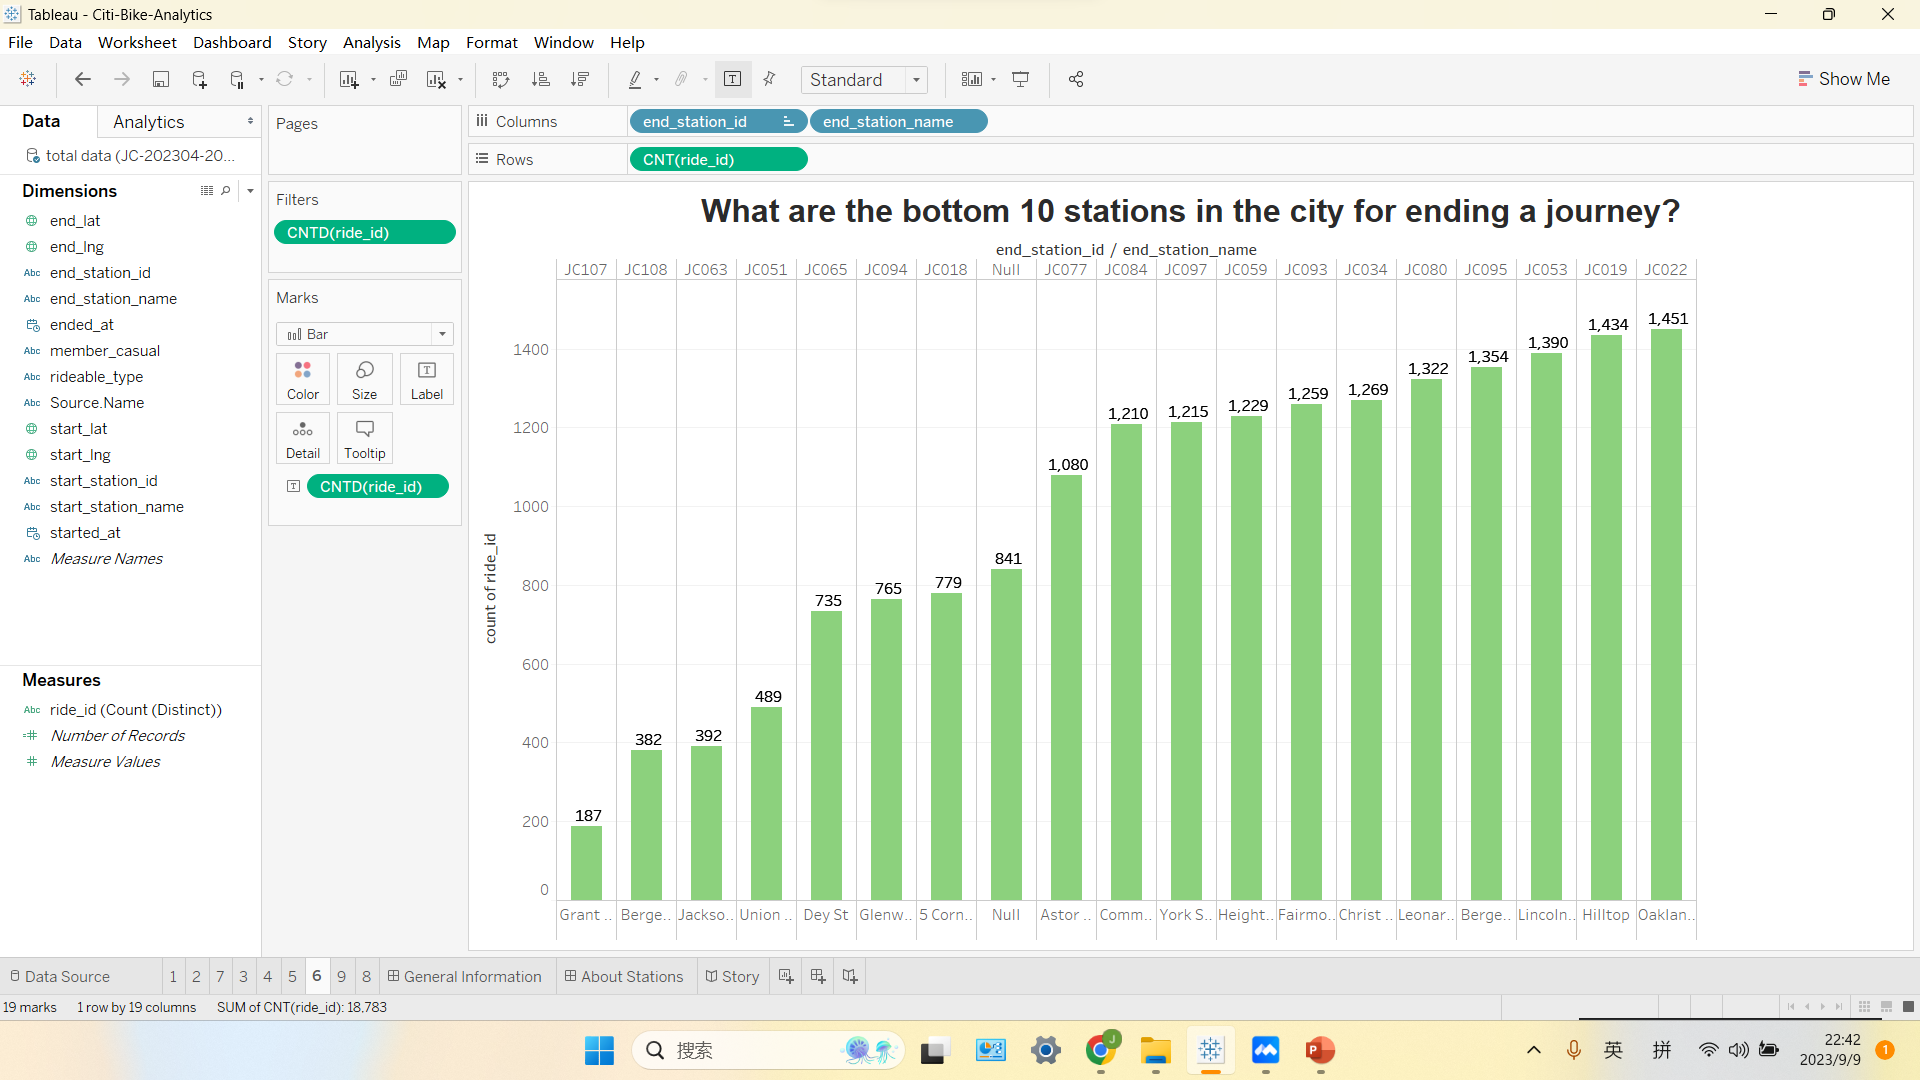 Tableau - Citi-Bike-Analytics
File Data Worksheet Dashboard Story Analysis Map Format Window Help
Standard
Show Me
Data Analytics
total data (JC-202304-20...
Dimensions
end_lat
end_lng
Abc end_station_id
Abc end_station_name
ended_at
Abc member_casual
Abc rideable_type
Abc Source.Name
start_lat
start_lng
Abc start_station_id
Abc start_station_name
started_at
Abc Measure Names
Measures
Abc ride_id (Count (Distinct))
=# Number of Records
# Measure Values
Pages
Filters
CNTD(ride_id)
Marks
Bar
Color Size Label
Detail Tooltip
CNTD(ride_id)
Columns end_station_id end_station_name
Rows CNT(ride_id)
What are the bottom 10 stations in the city for ending a journey?
end_station_id / end_station_name
JC107 JC108 JC063 JC051 JC065 JC094 JC018 Null JC077 JC084 JC097 JC059 JC093 JC034 JC080 JC095 JC053 JC019 JC022
count of ride_id
1400
1200
1000
800
600
400
200
0
187 382 392 489 735 765 779 841 1,080 1,210 1,215 1,229 1,259 1,269 1,322 1,354 1,390 1,434 1,451
Grant .. Berge.. Jackso.. Union .. Dey St Glenw.. 5 Corn.. Null Astor .. Comm.. York S.. Height.. Fairmo.. Christ .. Leonar.. Berge.. Lincoln.. Hilltop Oaklan..
Data Source 1 2 7 3 4 5 6 9 8 General Information About Stations Story
19 marks 1 row by 19 columns SUM of CNT(ride_id): 18,783
搜索
J
英 拼
22:42
2023/9/9
1